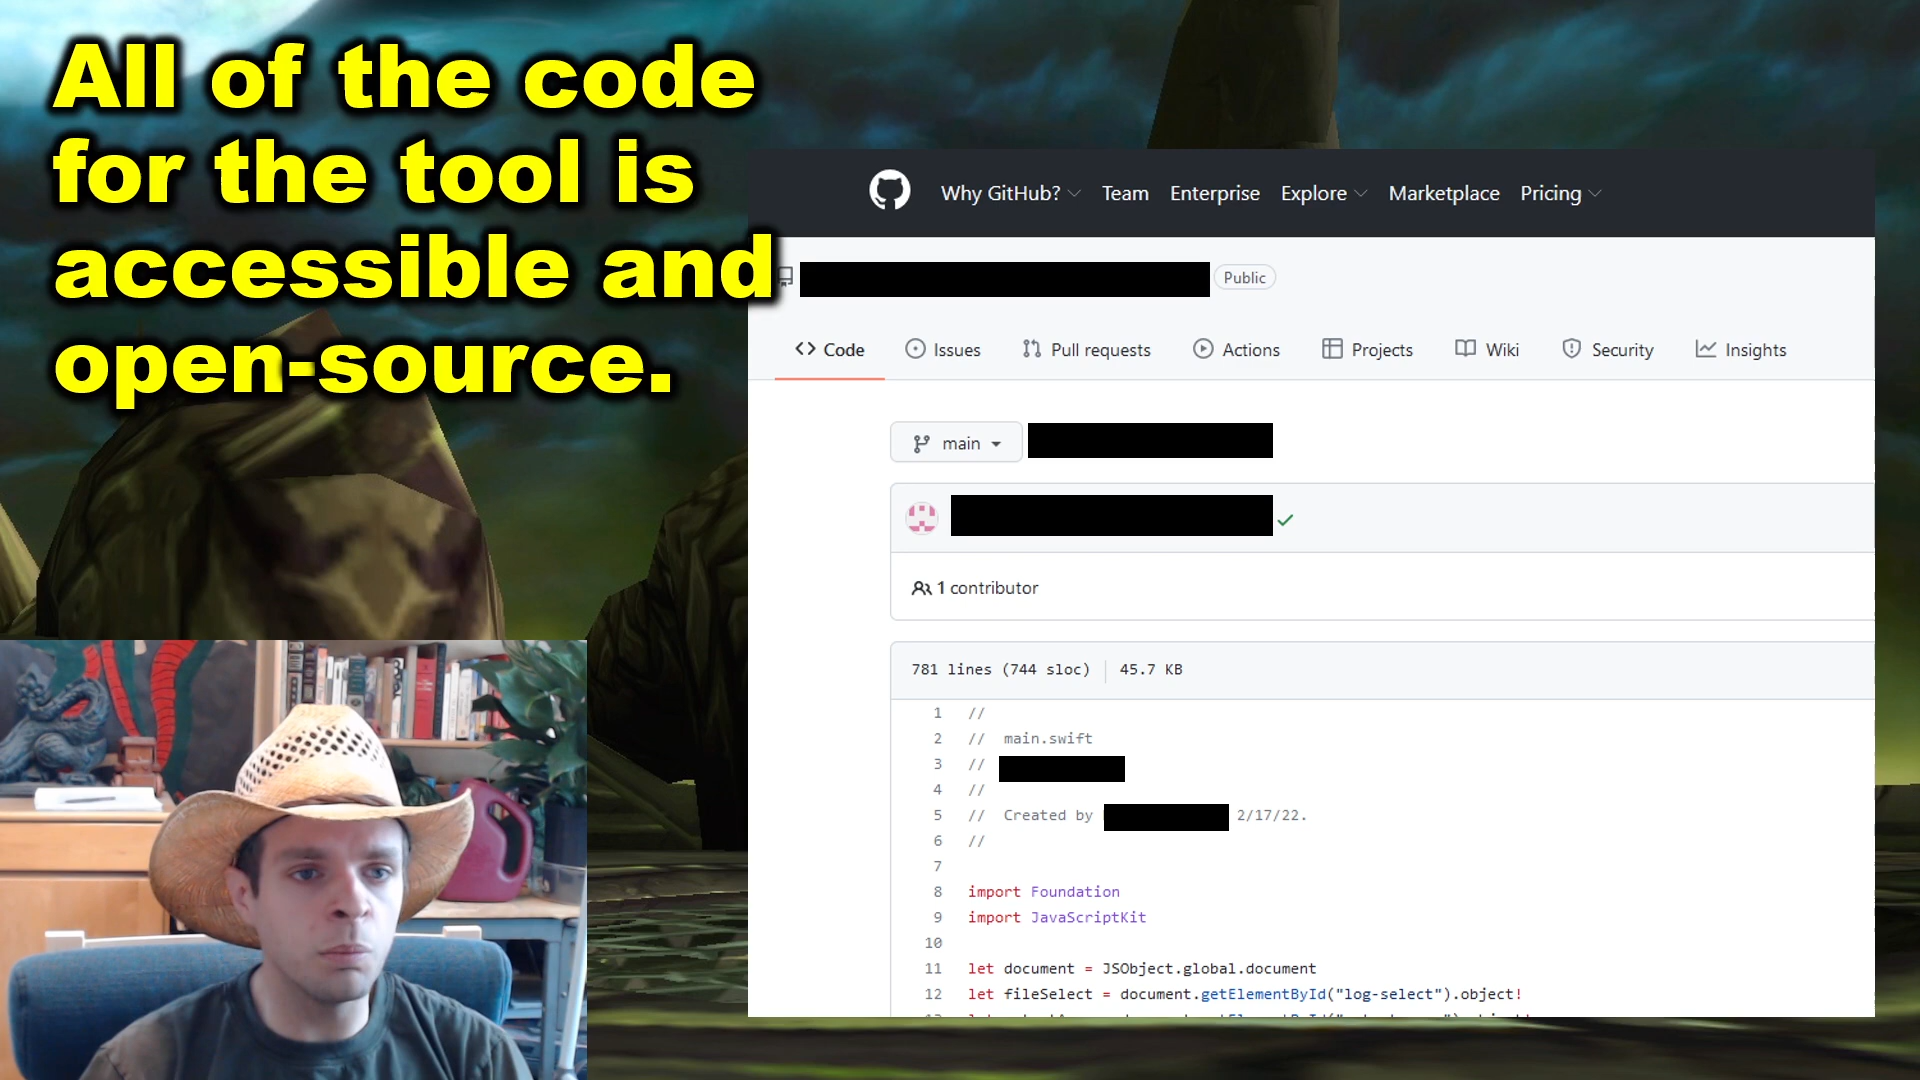 All of the code
for the tool is
accessible and
open-source.
Why GitHub? Team Enterprise Explore Marketplace Pricing
Public
<> Code Issues Pull requests Actions Projects Wiki Security Insights
main
1 contributor
781 lines (744 sloc) 45.7 KB
1 //
2 // main.swift
3 //
4 //
5 // Created by 2/17/22.
6 //
7
8 import Foundation
9 import JavaScriptKit
10
11 let document = JSObject.global.document
12 let fileSelect = document.getElementById("log-select").object!